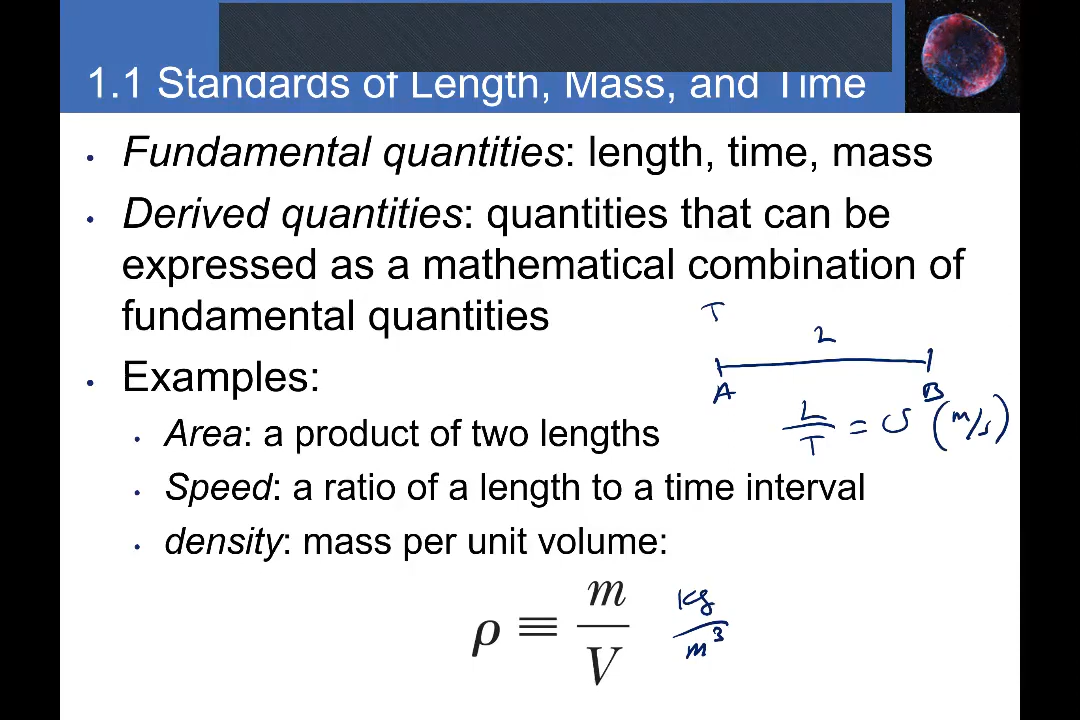 1.1 Standards of Length, Mass, and Time
• Fundamental quantities: length, time, mass
• Derived quantities: quantities that can be
expressed as a mathematical combination of
fundamental quantities
T
L
A
B
• Examples:
L/T = v (m/s)
• Area: a product of two lengths
• Speed: a ratio of a length to a time interval
• density: mass per unit volume:
ρ ≡ m/V
kg/m³